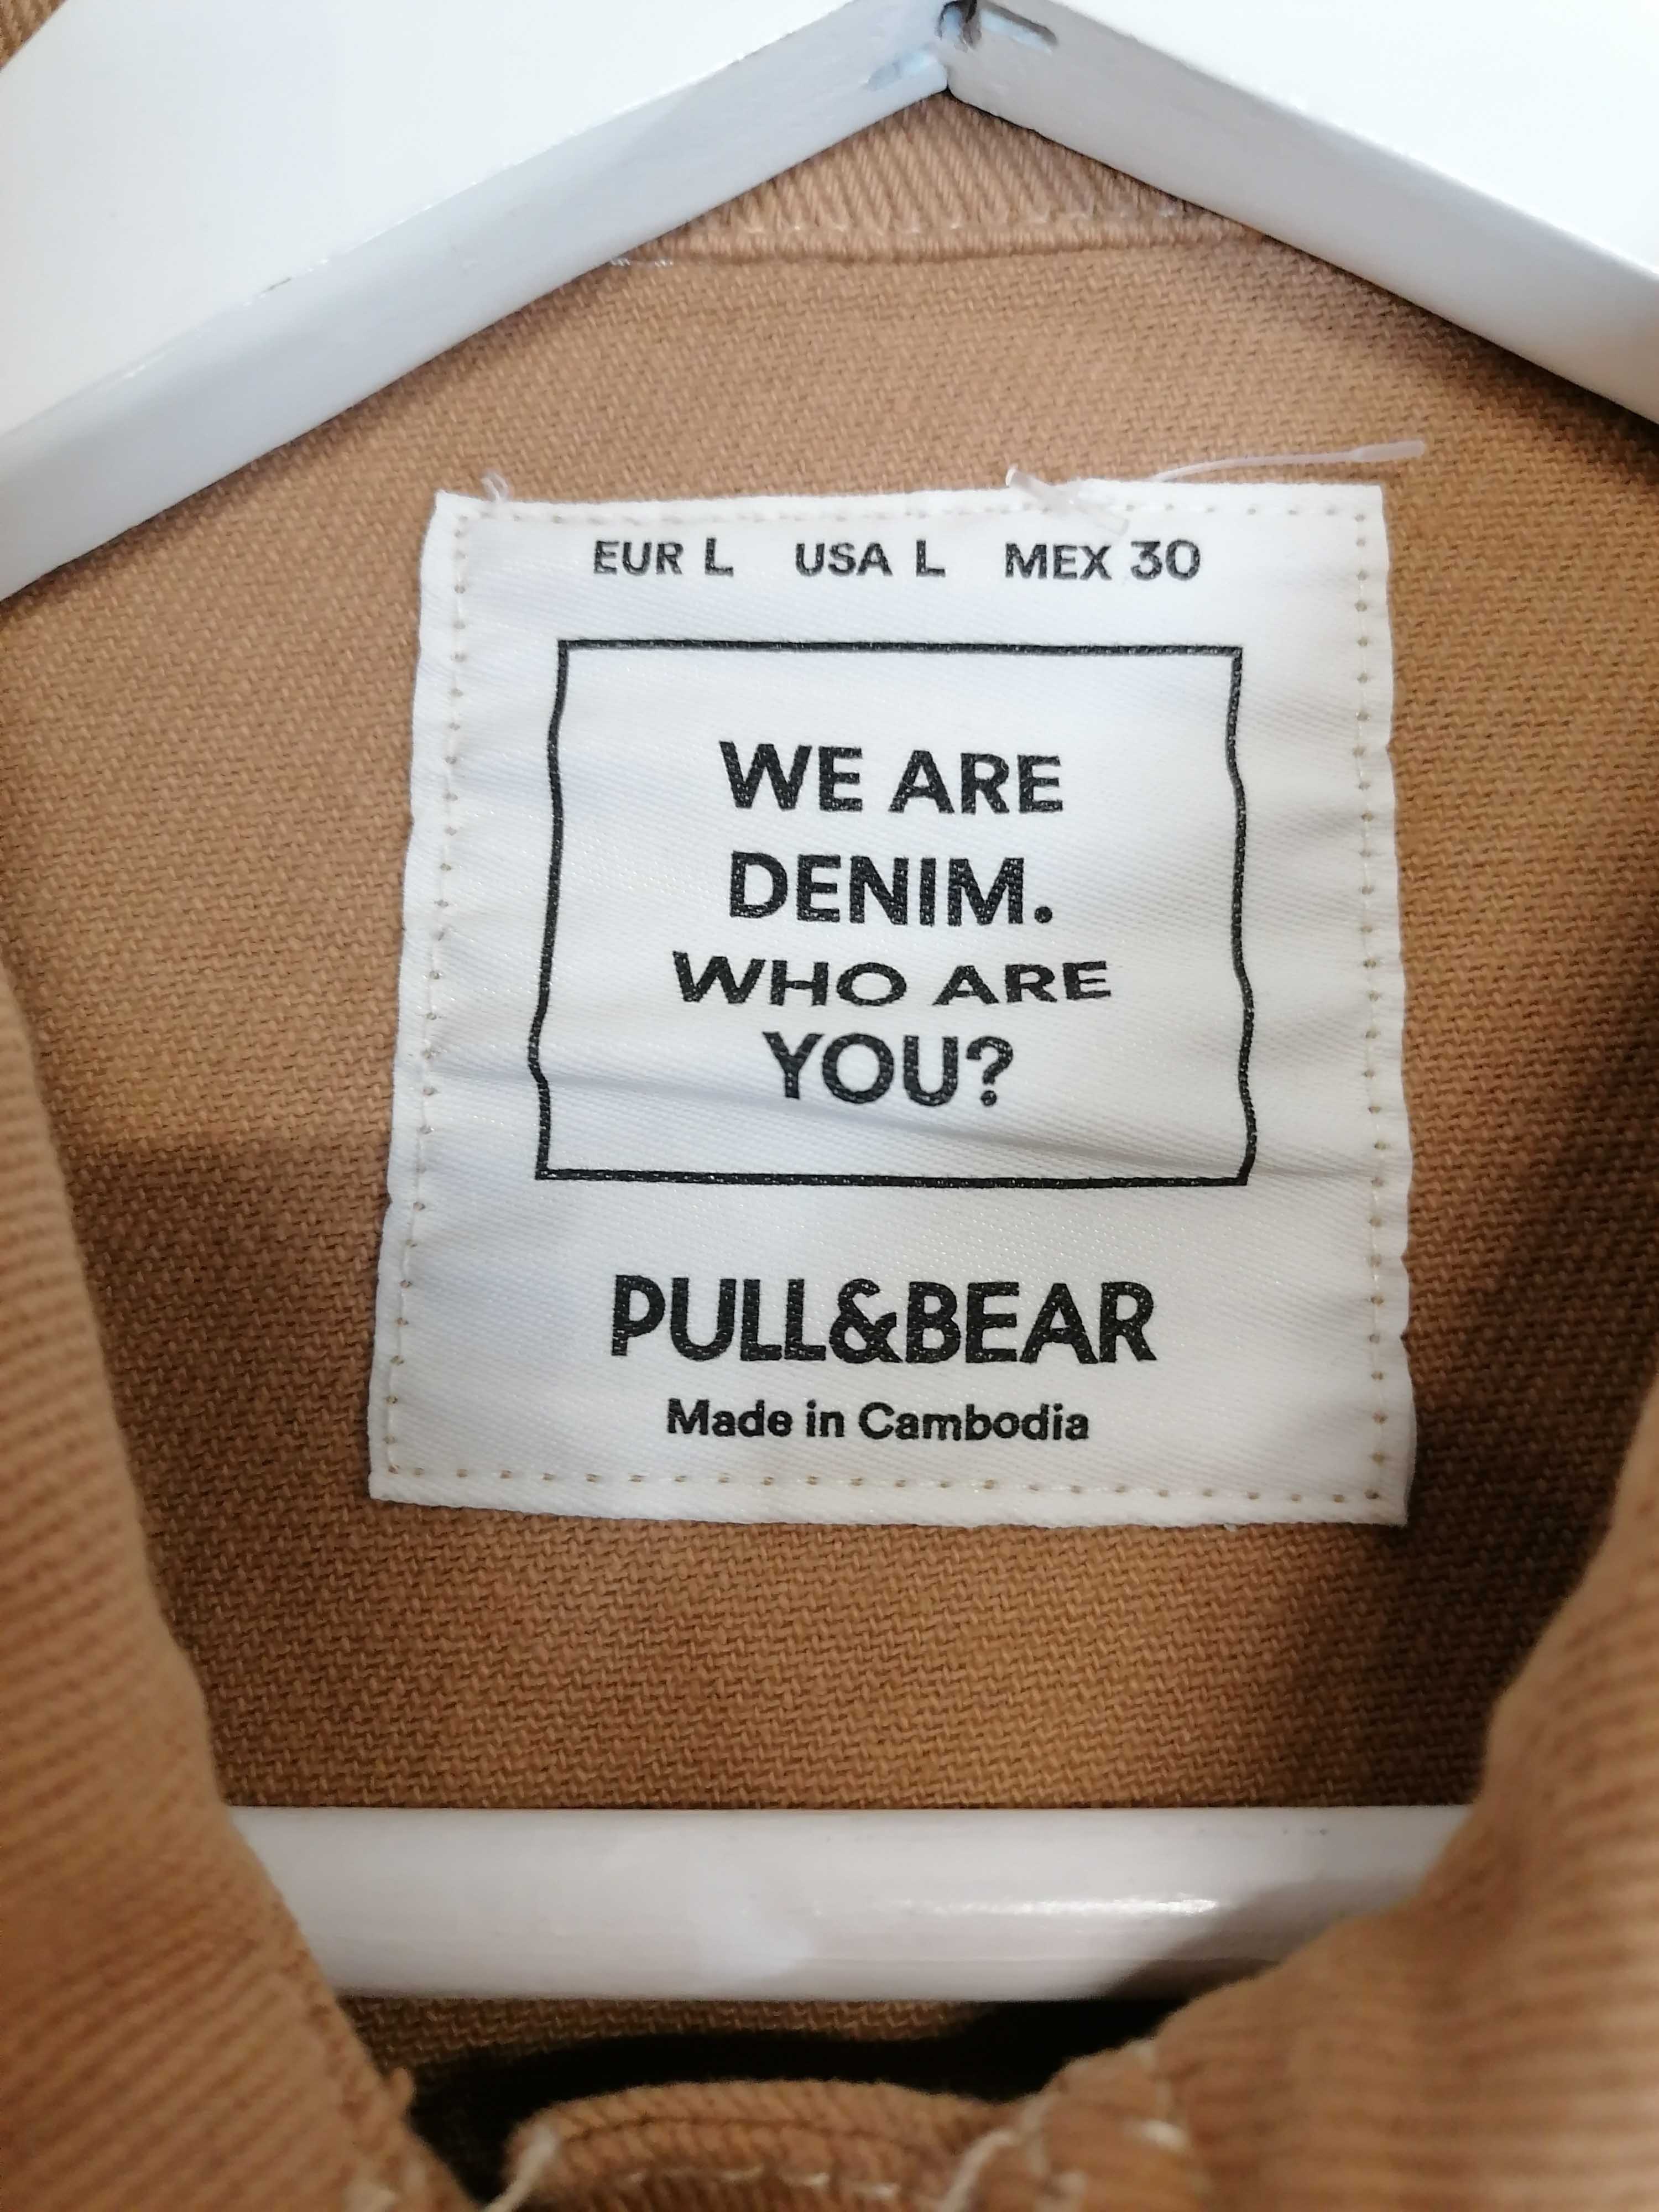 EUR L USA L MEX 30
WE ARE
DENIM.
WHO ARE
YOU?
PULL&BEAR
Made in Cambodia